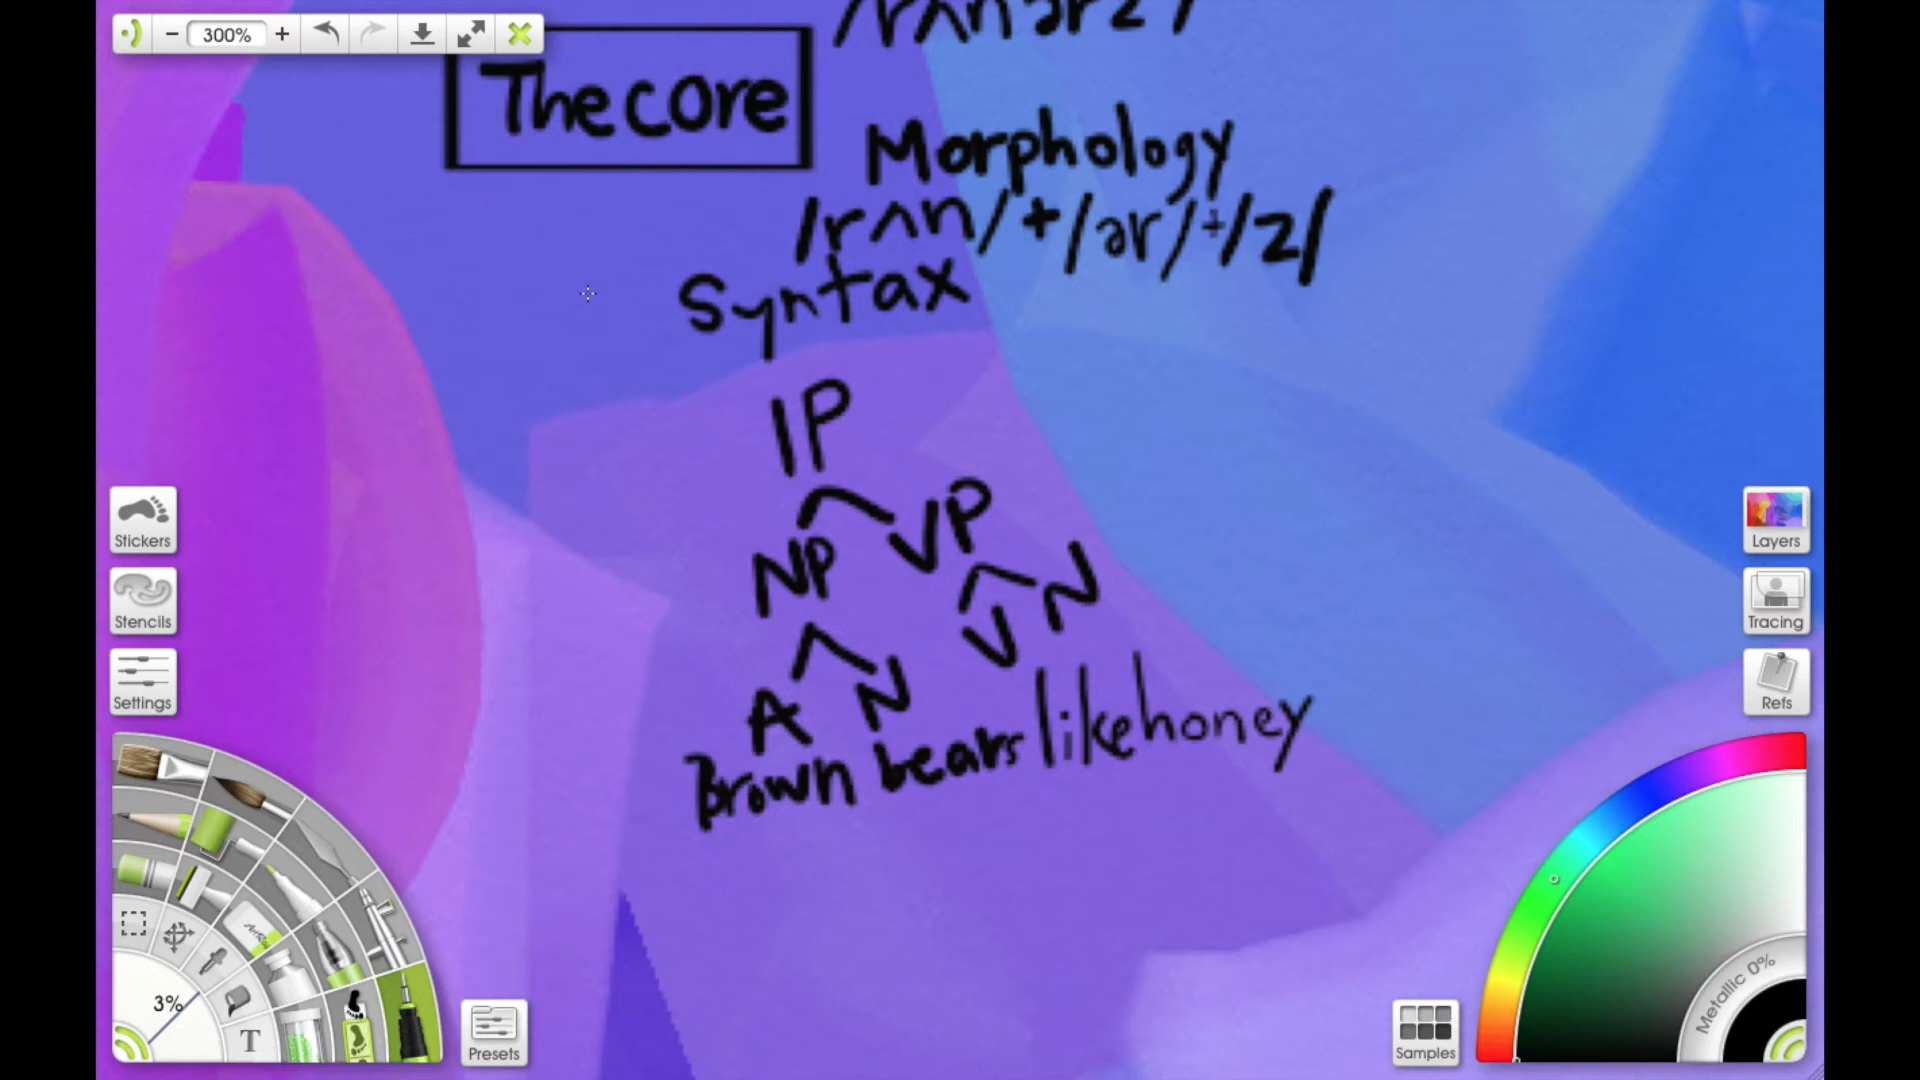 300%
/rʌnərz/
The core
Morphology
/rʌn/+/ər/+/z/
Syntax
IP
NP VP
A N V N
Brown bears like honey
Stickers
Stencils
Settings
Layers
Tracing
Refs
3%
T
Presets
Samples
Metallic 0%